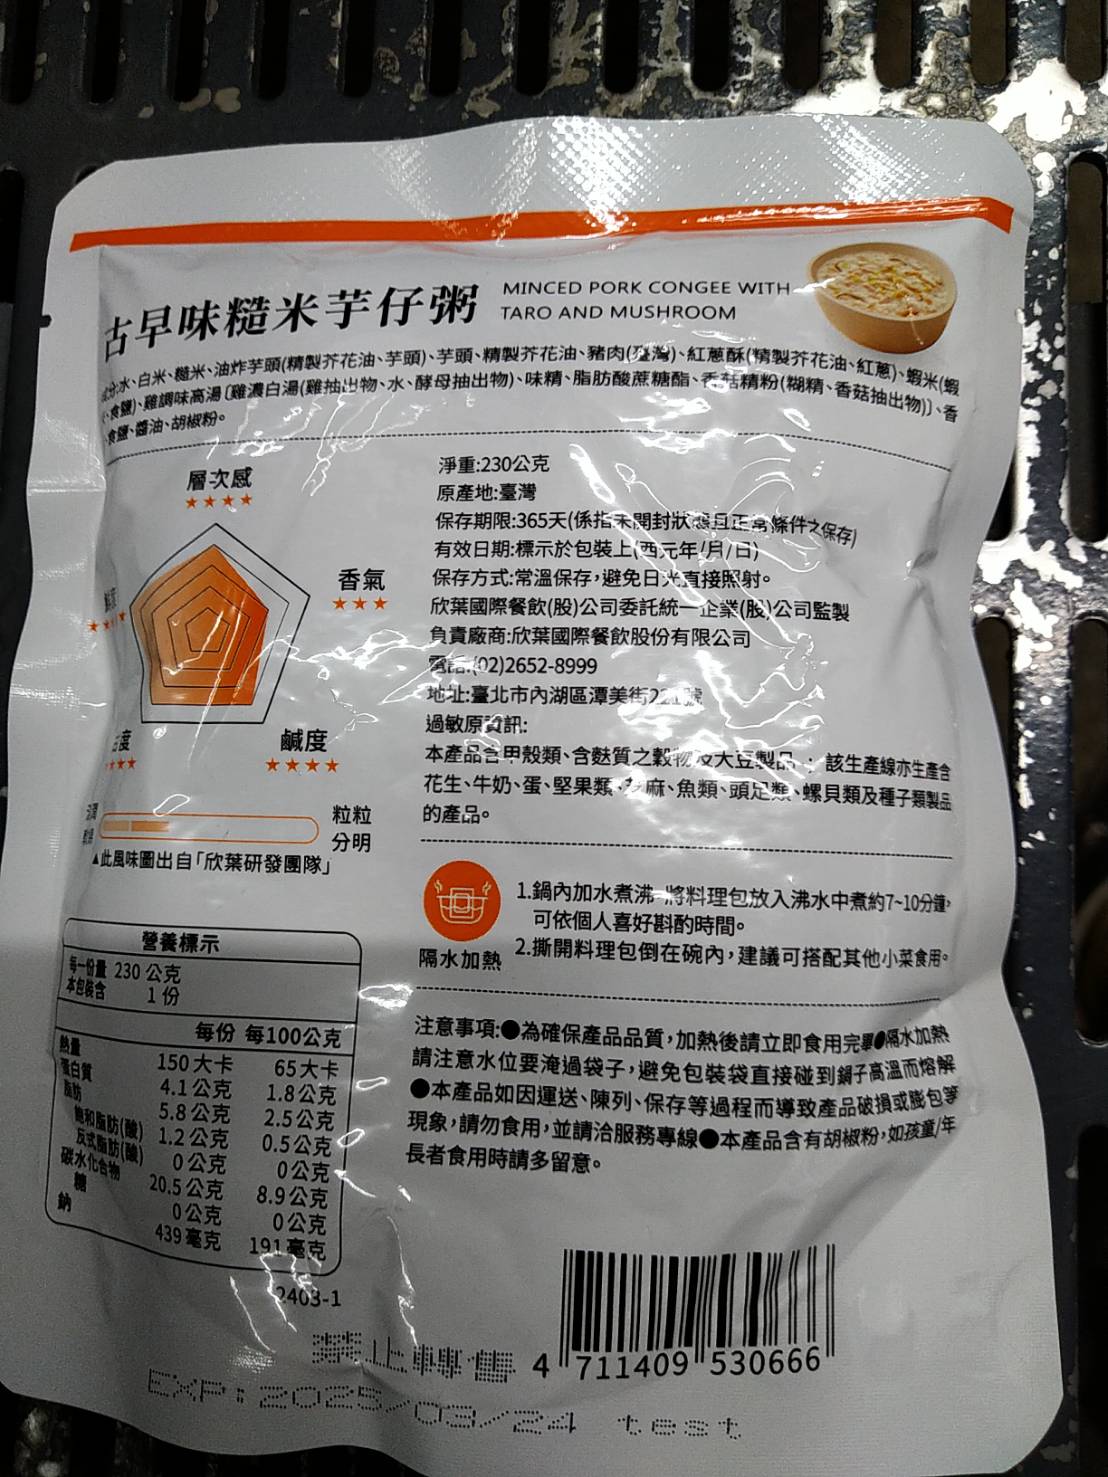 古早味糙米芋仔粥
MINCED PORK CONGEE WITH
TARO AND MUSHROOM
水、白米、糙米、油炸芋頭(精製芥花油、芋頭)、芋頭、精製芥花油、豬肉(臺灣)、紅蔥酥(精製芥花油、紅蔥)、蝦米(蝦
、食鹽)、雞調味高湯〔雞濃白湯(雞抽出物、水、酵母抽出物)、味精、脂肪酸蔗糖酯、香菇精粉(糊精、香菇抽出物)〕、香
食鹽、醬油、胡椒粉。
層次感
★★★★
香氣
★★★
鹹度
★★★★
粒粒
分明
▲此風味圖出自「欣葉研發團隊」
淨重:230公克
原產地:臺灣
保存期限:365天(係指未開封狀態且正常條件之保存)
有效日期:標示於包裝上(西元年/月/日)
保存方式:常溫保存,避免日光直接照射。
欣葉國際餐飲(股)公司委託統一企業(股)公司監製
負責廠商:欣葉國際餐飲股份有限公司
電話:(02)2652-8999
地址:臺北市內湖區潭美街號
過敏原資訊:
本產品含甲殼類、含麩質之穀物及大豆製品;該生產線亦生產含
花生、牛奶、蛋、堅果類、芝麻、魚類、頭足類、螺貝類及種子類製品
的產品。
隔水加熱
1.鍋內加水煮沸,將料理包放入沸水中煮約7~10分鐘,
可依個人喜好斟酌時間。
2.撕開料理包倒在碗內,建議可搭配其他小菜食用。
注意事項:●為確保產品品質,加熱後請立即食用完畢●隔水加熱
請注意水位要淹過袋子,避免包裝袋直接碰到鍋子高溫而熔解
●本產品如因運送、陳列、保存等過程而導致產品破損或膨包等
現象,請勿食用,並請洽服務專線●本產品含有胡椒粉,如孩童/年
長者食用時請多留意。
營養標示
每一份量 230 公克
本包裝含 1 份
每份 每100公克
熱量 150 大卡 65 大卡
蛋白質 4.1 公克 1.8 公克
脂肪 5.8 公克 2.5 公克
飽和脂肪(酸) 1.2 公克 0.5 公克
反式脂肪(酸) 0 公克 0 公克
碳水化合物 20.5 公克 8.9 公克
糖 0 公克 0 公克
鈉 439 毫克 191 毫克
2403-1
禁止轉售
4 711409 530666
EXP:2025/03/24 test